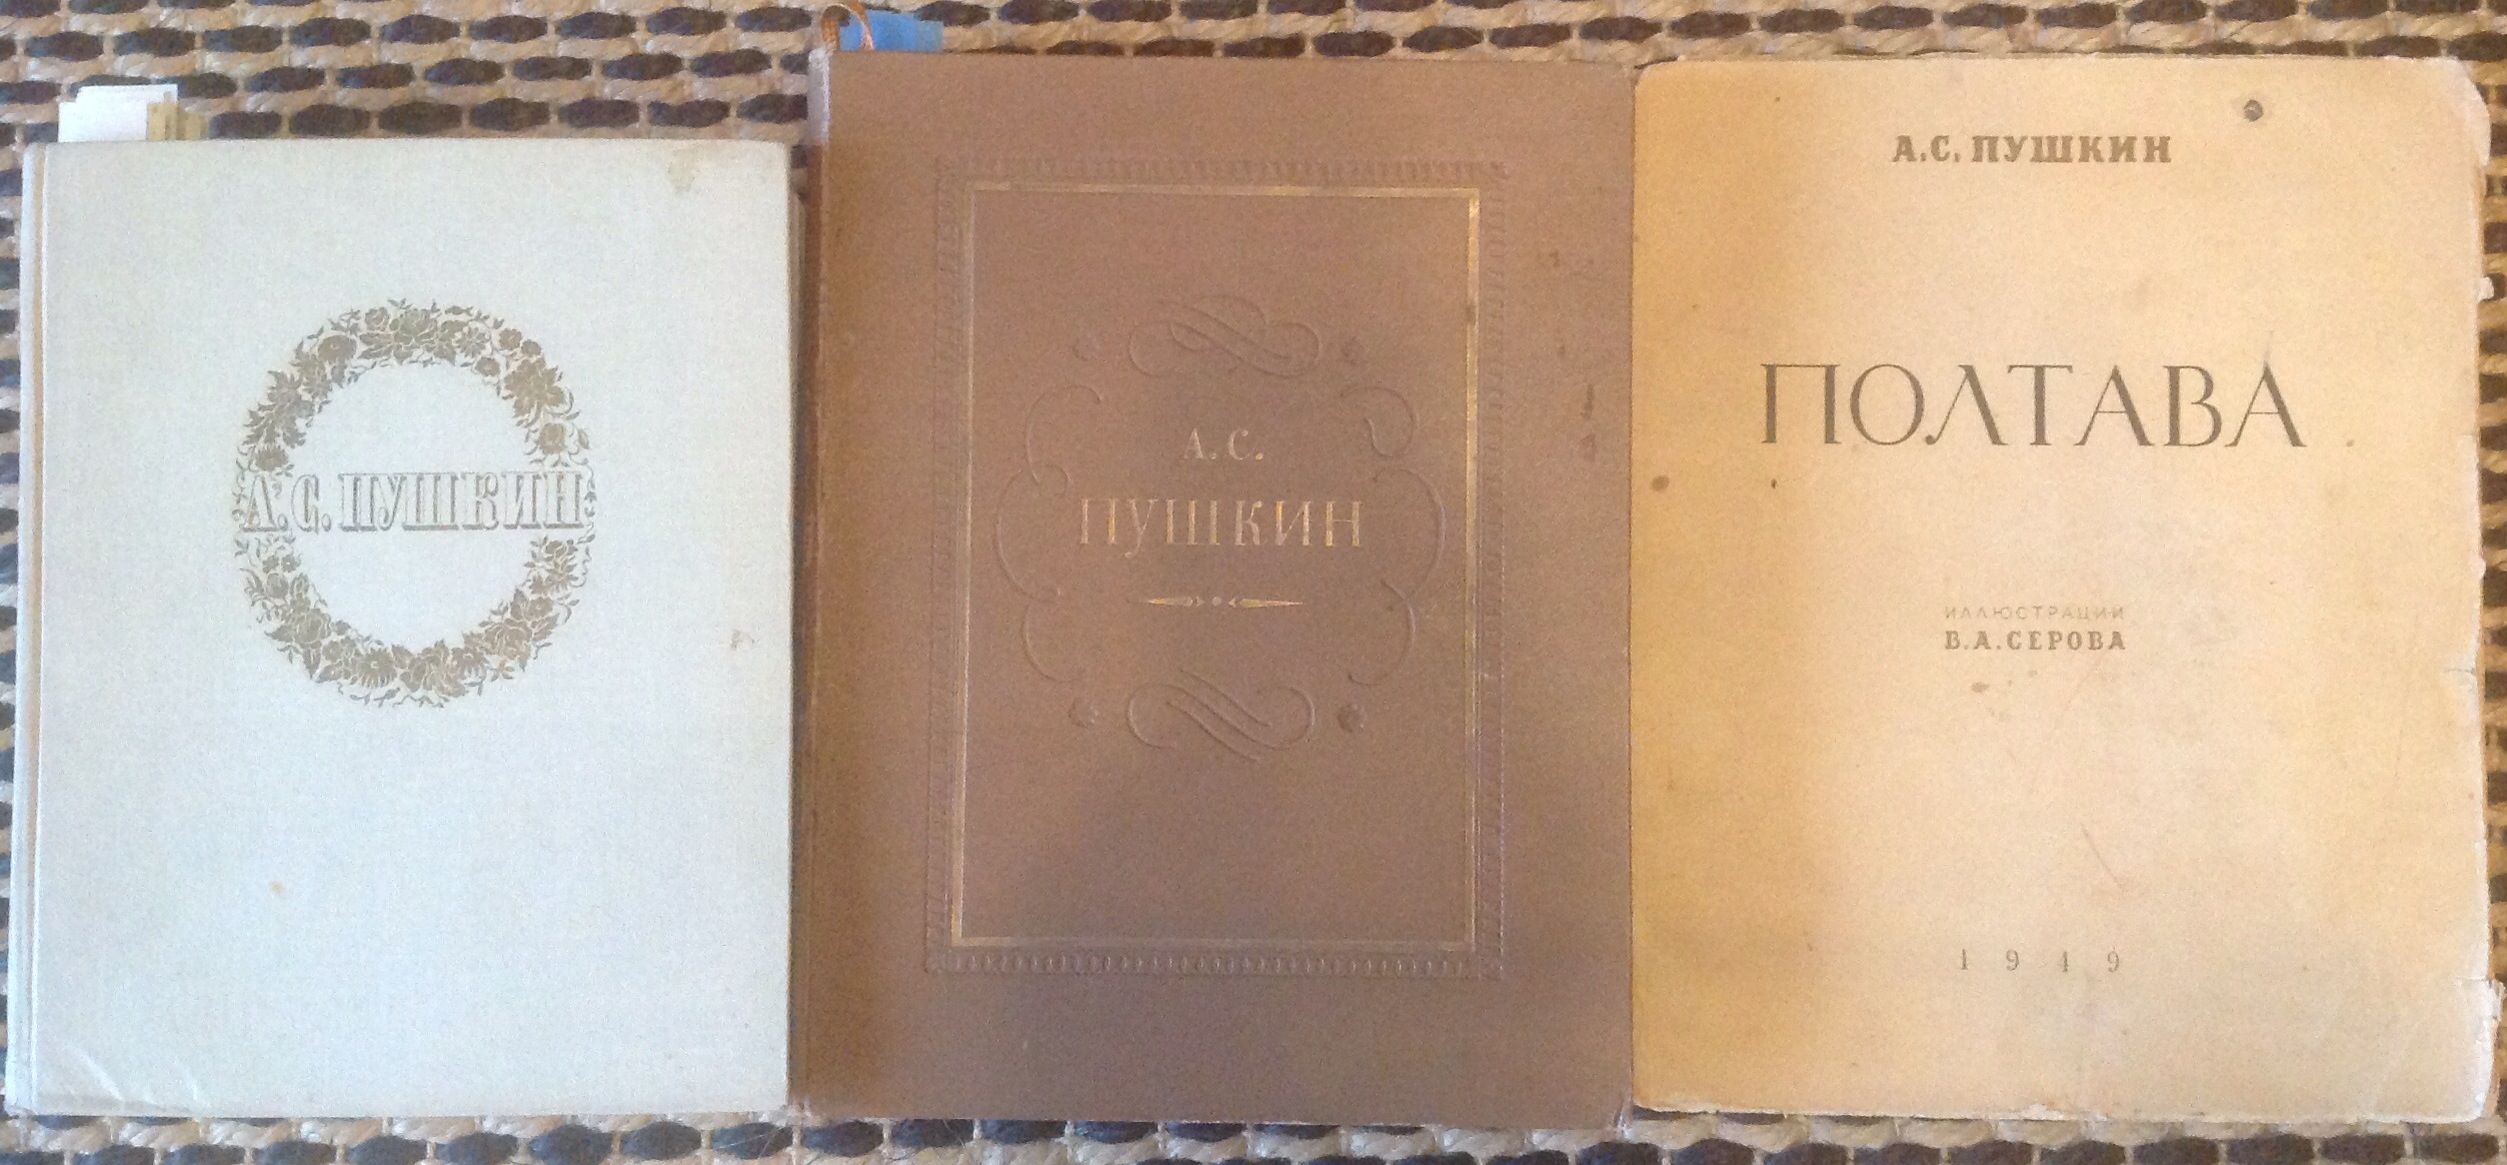 А.С. ПУШКИН
А.С.
ПУШКИН
А.С. ПУШКИН
ПОЛТАВА
ИЛЛЮСТРАЦИИ
В.А. СЕРОВА
1949